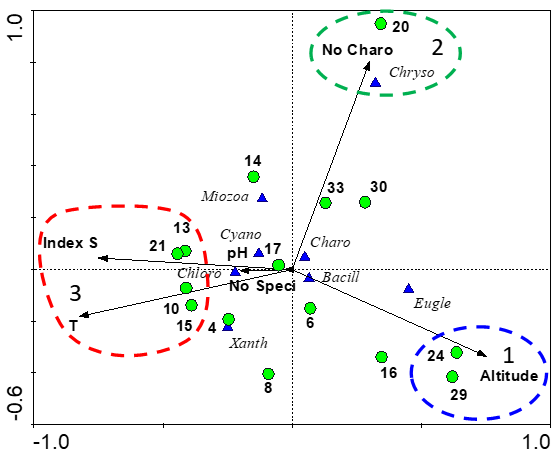 1.0
20
No Charo
2
Chryso
14
33
30
Miozoa
13
Cyano
17
21
Index S
pH
Charo
Chloro
No Speci
Bacill
3
10
Eugle
T
15
4
6
Xanth
1
24
16
Altitude
8
29
-0.6
-1.0
1.0